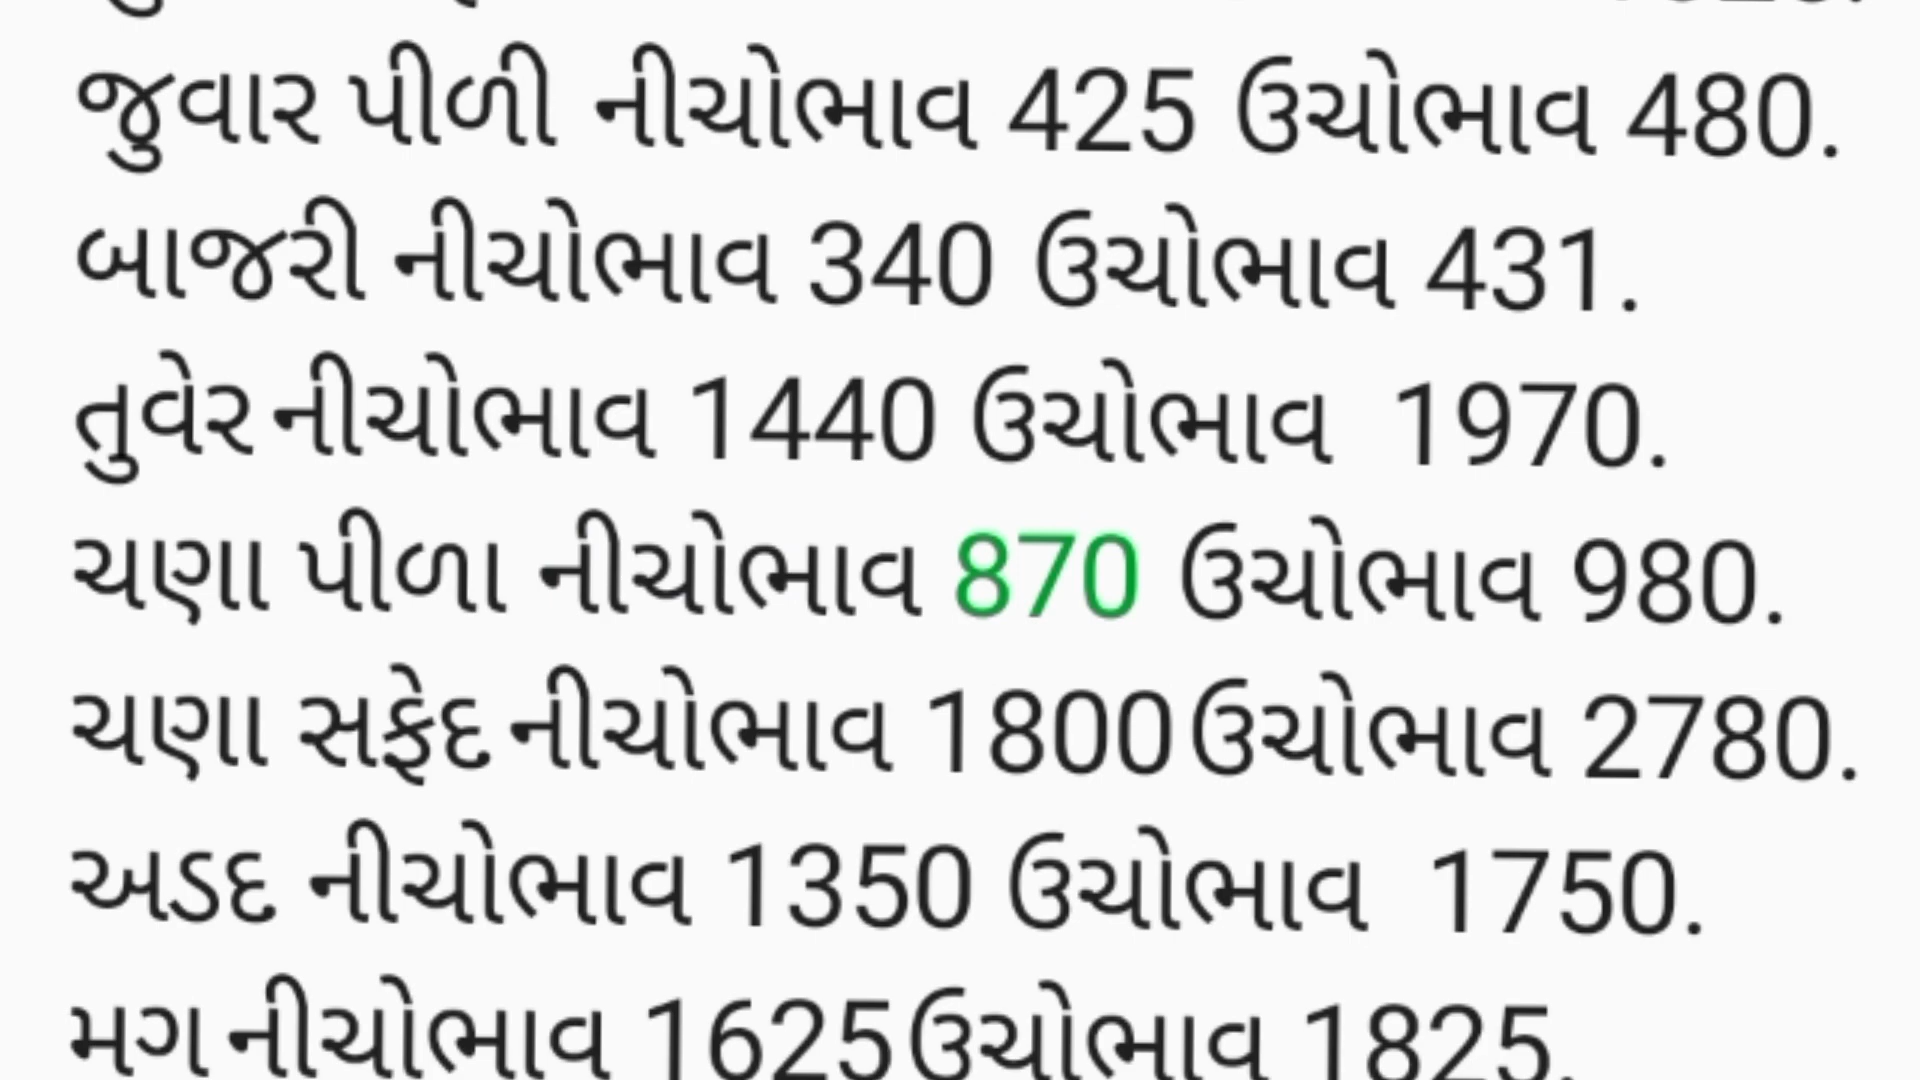 જુવાર પીળી નીચોભાવ 425 ઉચોભાવ 480.
બાજરી નીચોભાવ 340 ઉચોભાવ 431.
તુવેર નીચોભાવ 1440 ઉચોભાવ 1970.
ચણા પીળા નીચોભાવ 870 ઉચોભાવ 980.
ચણા સફેદ નીચોભાવ 1800 ઉચોભાવ 2780.
અડદ નીચોભાવ 1350 ઉચોભાવ 1750.
મગ નીચોભાવ 1625 ઉચોભાવ 1825.